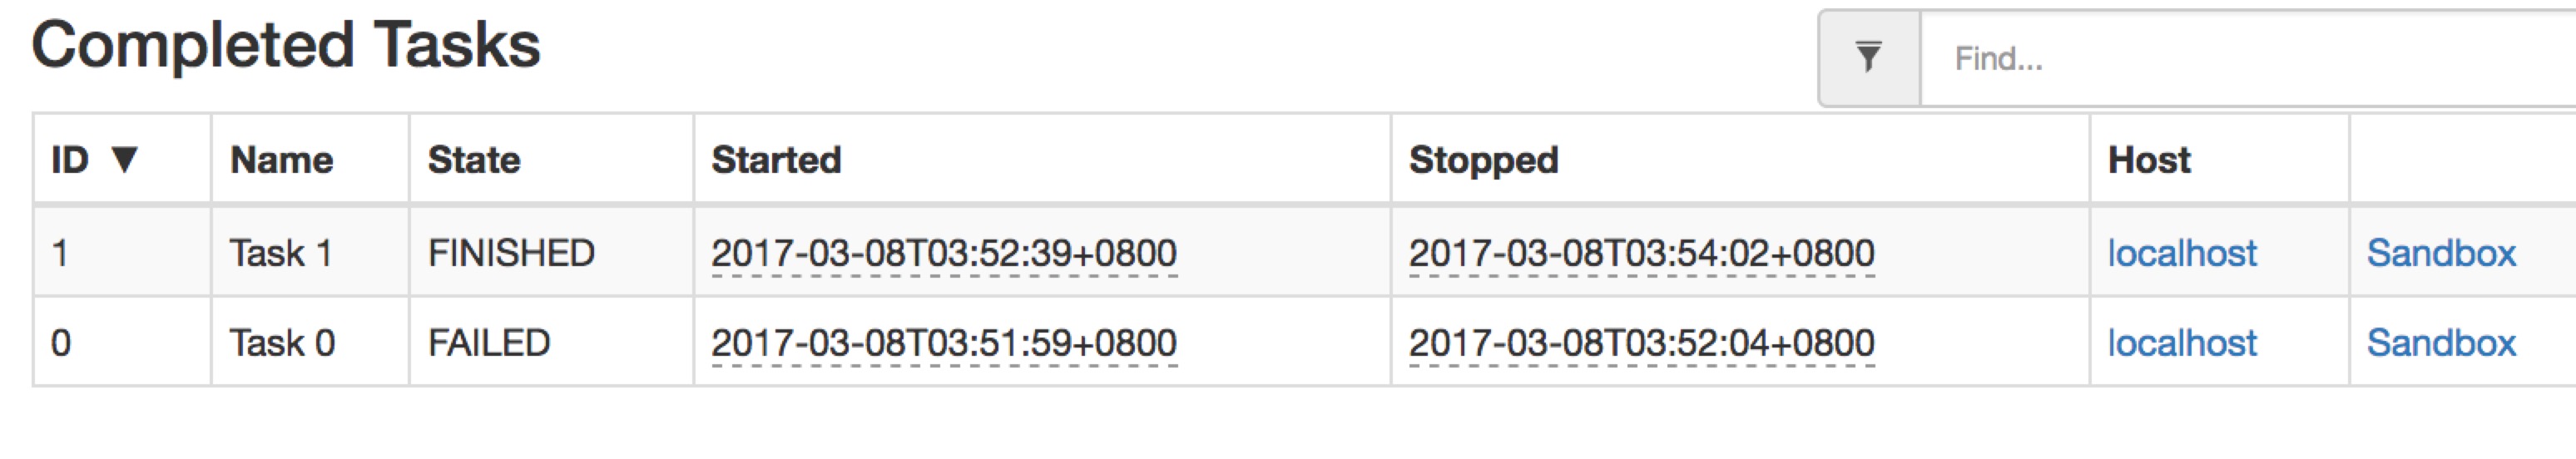 Completed Tasks
Find...
ID ▼ Name State Started Stopped Host
1 Task 1 FINISHED 2017-03-08T03:52:39+0800 2017-03-08T03:54:02+0800 localhost Sandbox
0 Task 0 FAILED 2017-03-08T03:51:59+0800 2017-03-08T03:52:04+0800 localhost Sandbox